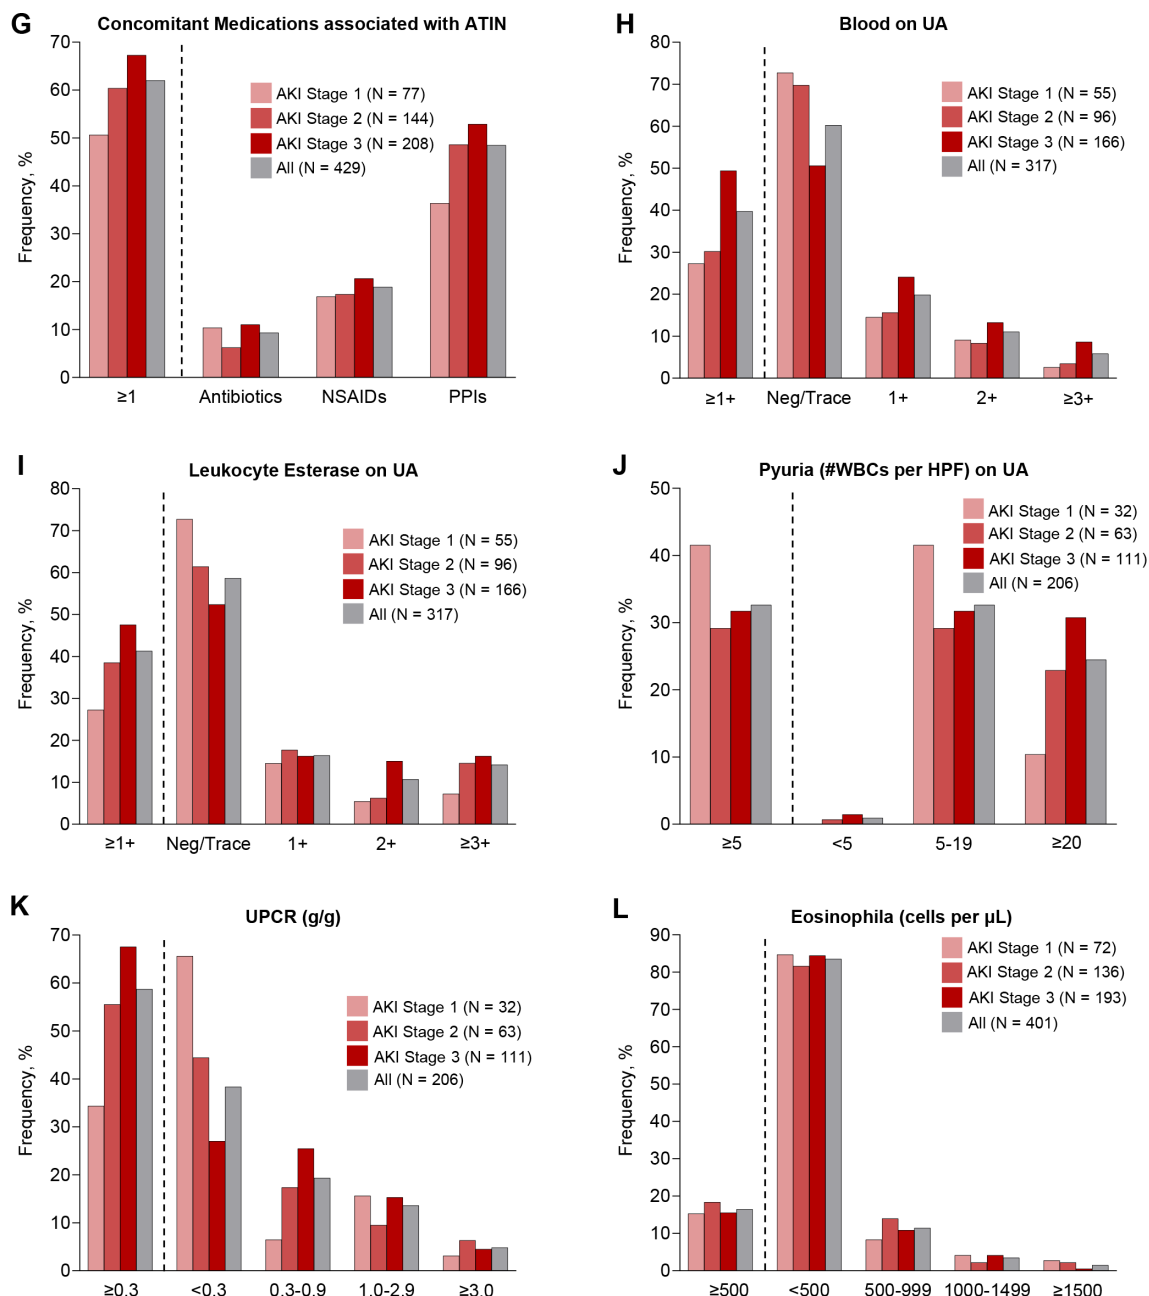 G Concomitant Medications associated with ATIN
70
60
50
40
30
20
10
0
Frequency, %
AKI Stage 1 (N = 77)
AKI Stage 2 (N = 144)
AKI Stage 3 (N = 208)
All (N = 429)
≥1 Antibiotics NSAIDs PPIs
H Blood on UA
80
70
60
50
40
30
20
10
0
Frequency, %
AKI Stage 1 (N = 55)
AKI Stage 2 (N = 96)
AKI Stage 3 (N = 166)
All (N = 317)
≥1+ Neg/Trace 1+ 2+ ≥3+
I Leukocyte Esterase on UA
80
70
60
50
40
30
20
10
0
Frequency, %
AKI Stage 1 (N = 55)
AKI Stage 2 (N = 96)
AKI Stage 3 (N = 166)
All (N = 317)
≥1+ Neg/Trace 1+ 2+ ≥3+
J Pyuria (#WBCs per HPF) on UA
50
40
30
20
10
0
Frequency, %
AKI Stage 1 (N = 32)
AKI Stage 2 (N = 63)
AKI Stage 3 (N = 111)
All (N = 206)
≥5 <5 5-19 ≥20
K UPCR (g/g)
70
60
50
40
30
20
10
0
Frequency, %
AKI Stage 1 (N = 32)
AKI Stage 2 (N = 63)
AKI Stage 3 (N = 111)
All (N = 206)
≥0.3 <0.3 0.3-0.9 1.0-2.9 ≥3.0
L Eosinophila (cells per µL)
90
80
70
60
50
40
30
20
10
0
Frequency, %
AKI Stage 1 (N = 72)
AKI Stage 2 (N = 136)
AKI Stage 3 (N = 193)
All (N = 401)
≥500 <500 500-999 1000-1499 ≥1500